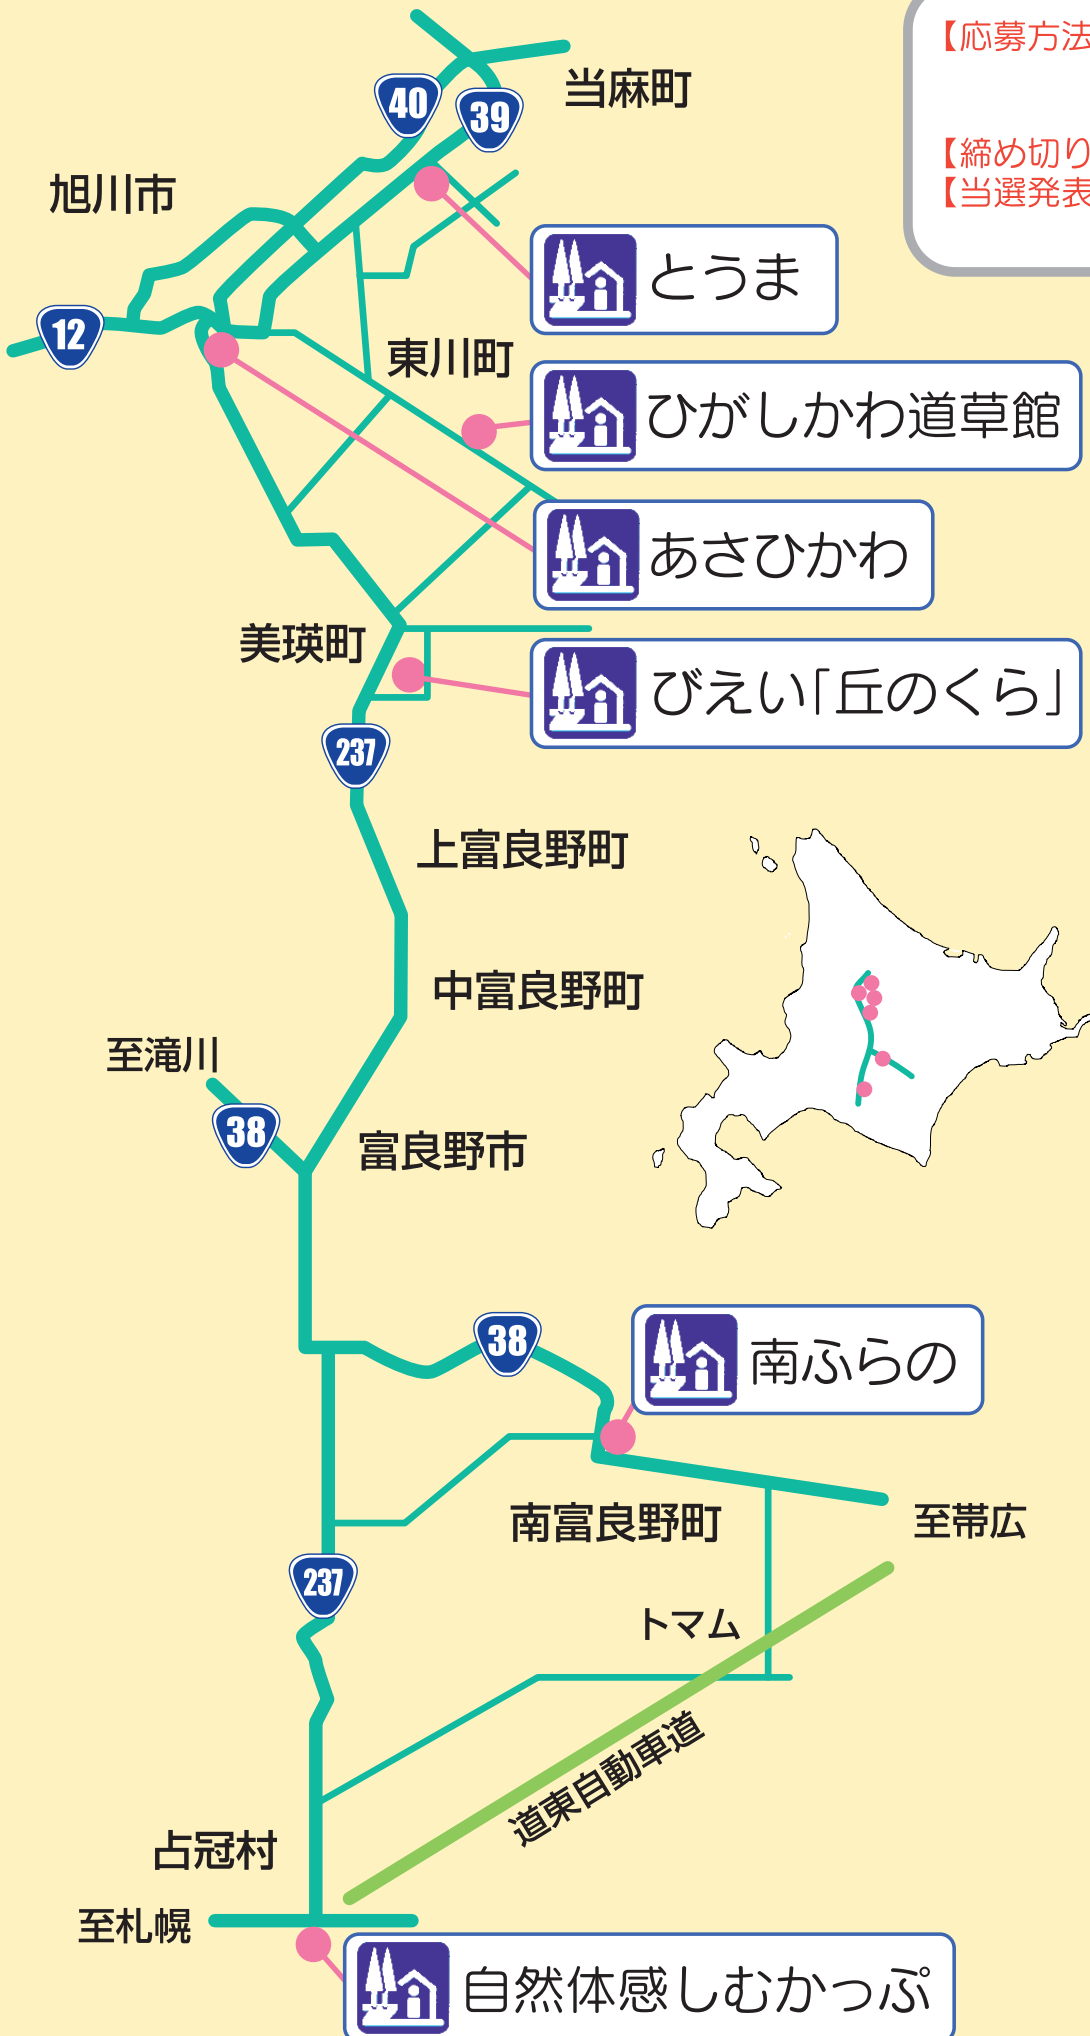 【応募方法
【締め切り
【当選発表
40
39
当麻町
旭川市
とうま
12
東川町
ひがしかわ道草館
あさひかわ
美瑛町
びえい「丘のくら」
237
上富良野町
中富良野町
至滝川
38
富良野市
38
南ふらの
南富良野町
至帯広
237
トマム
道東自動車道
占冠村
至札幌
自然体感しむかっぷ